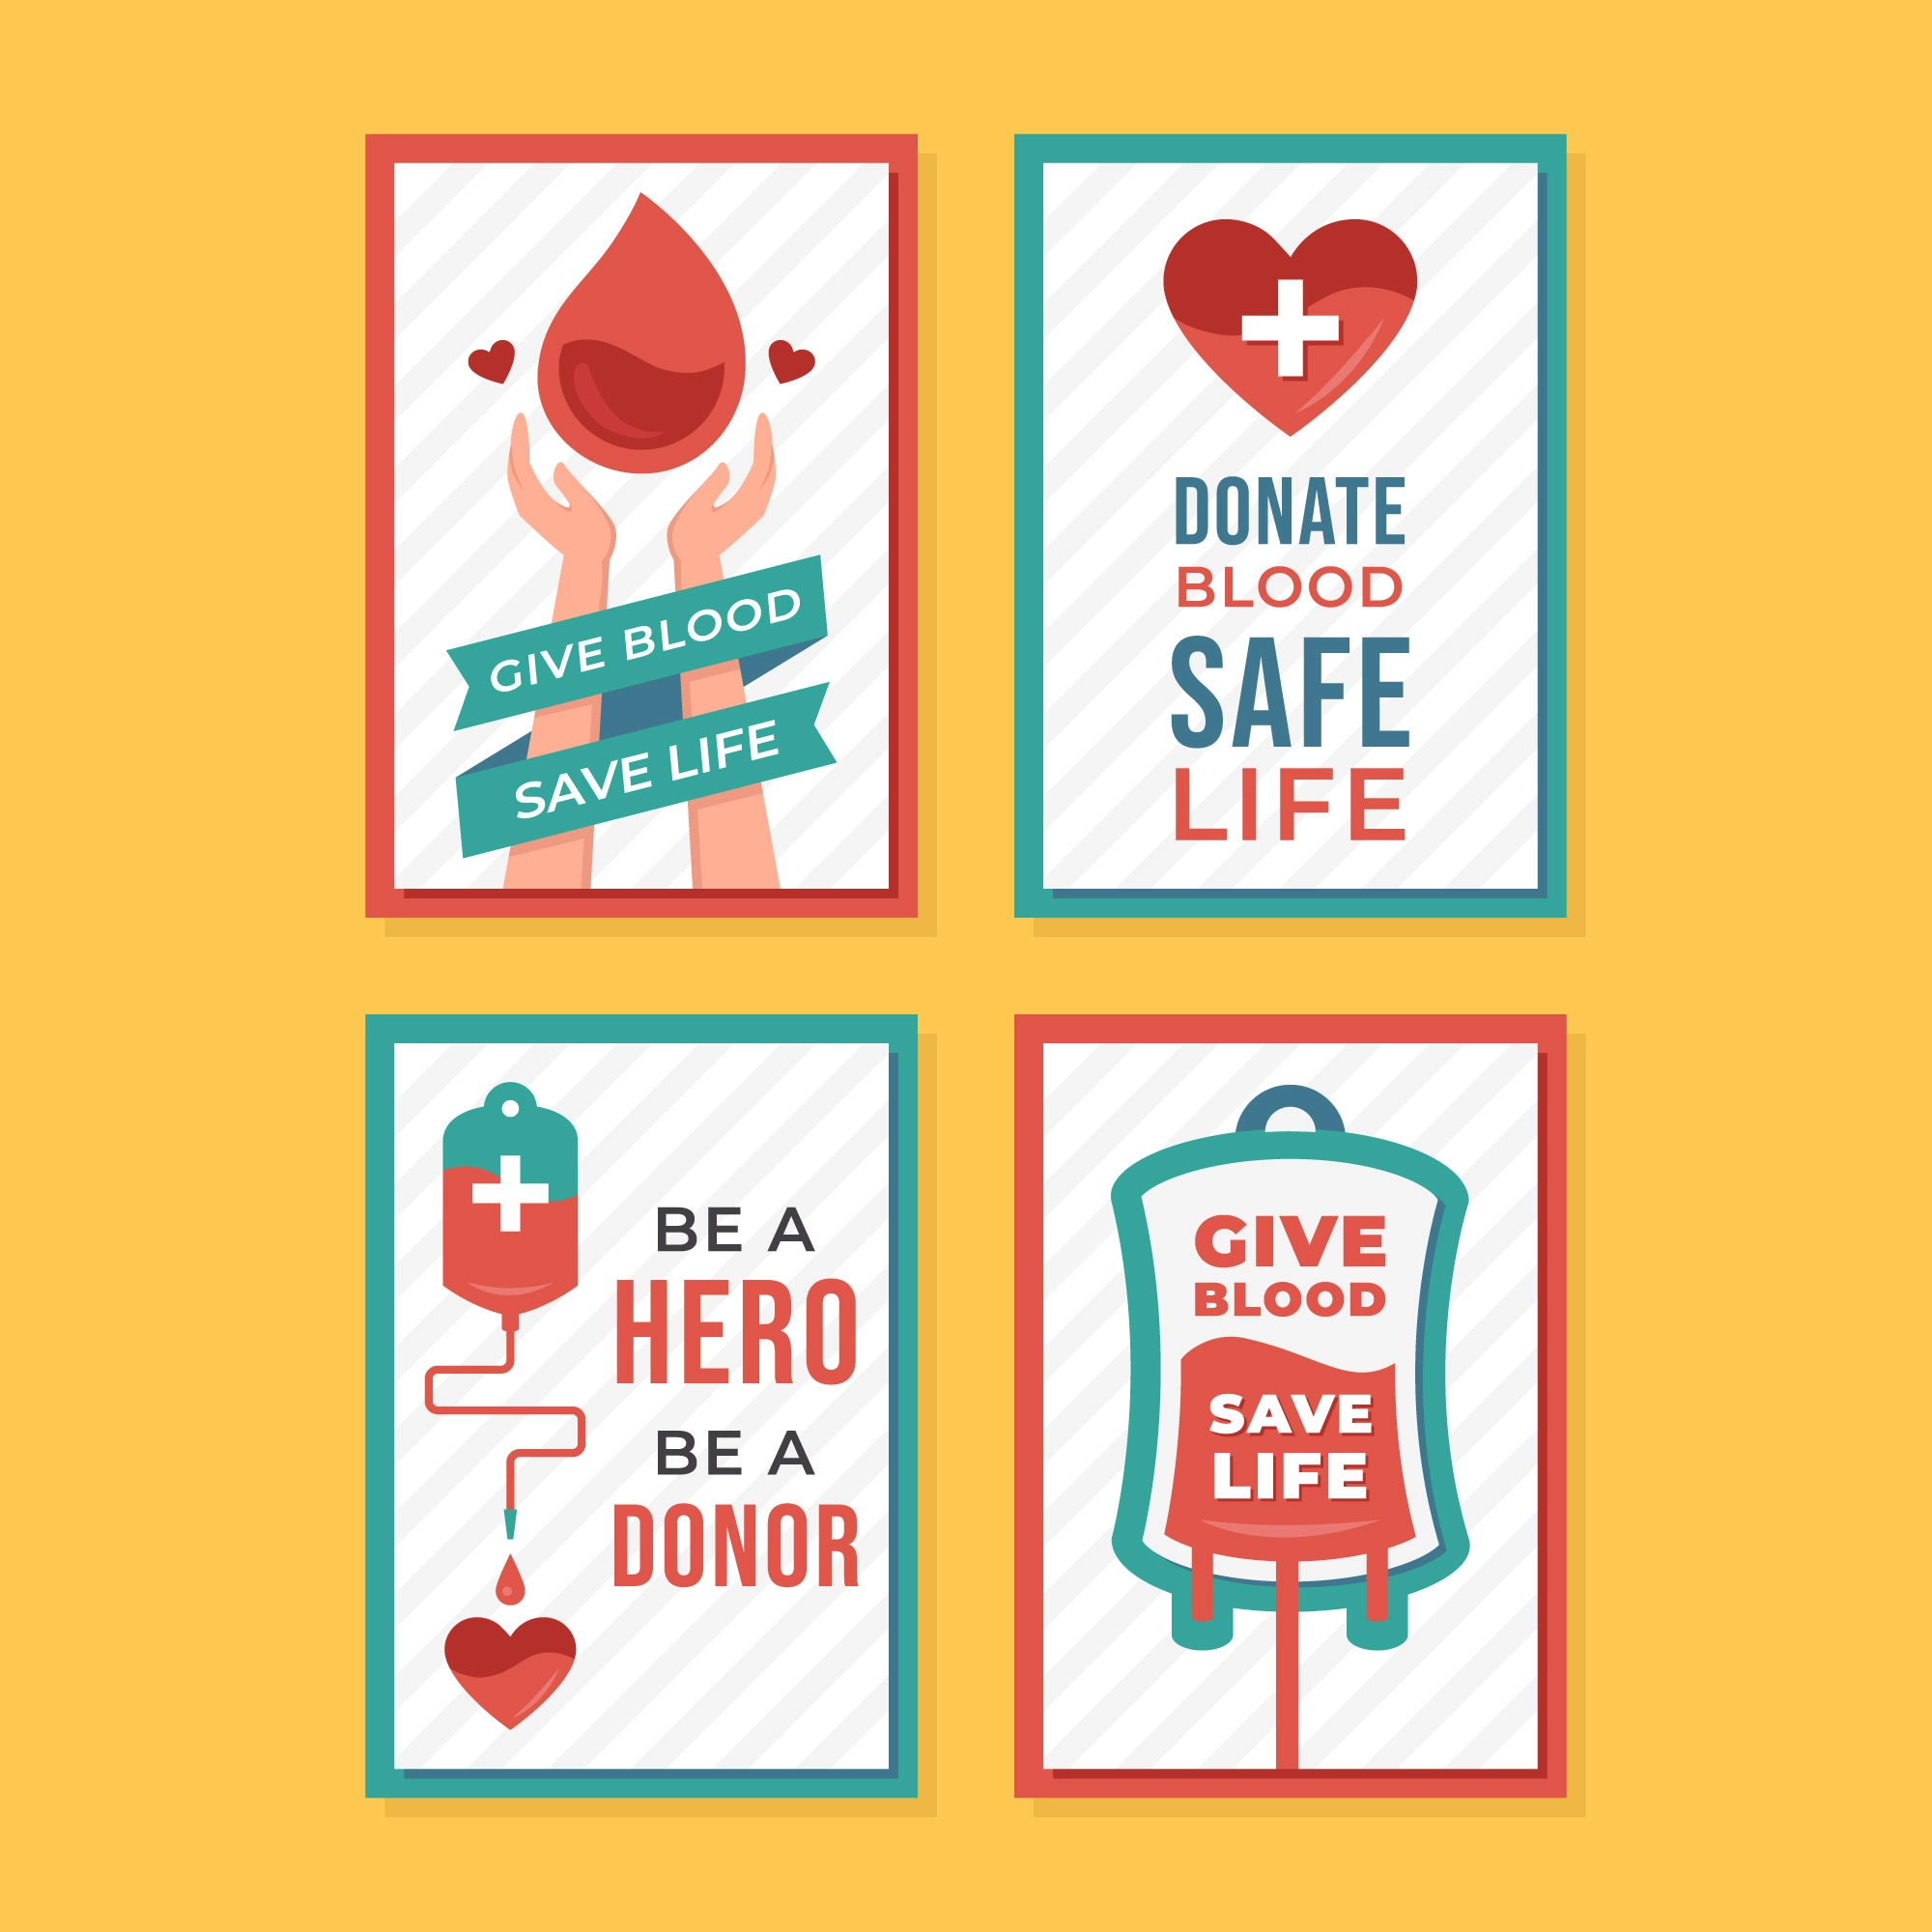 GIVE BLOOD
SAVE LIFE
DONATE
BLOOD
SAFE
LIFE
BE A
HERO
BE A
DONOR
GIVE
BLOOD
SAVE
LIFE